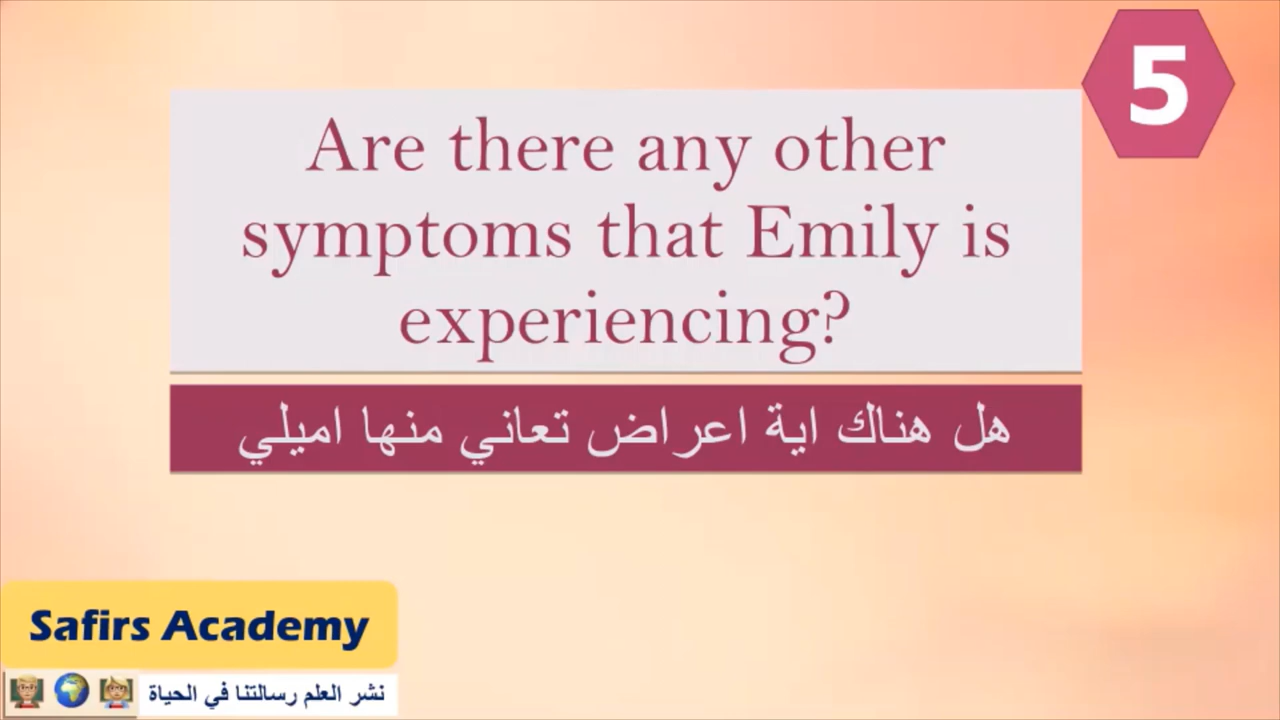 5
Are there any other
symptoms that Emily is
experiencing?
هل هناك اية اعراض تعاني منها اميلي
Safirs Academy
نشر العلم رسالتنا في الحياة